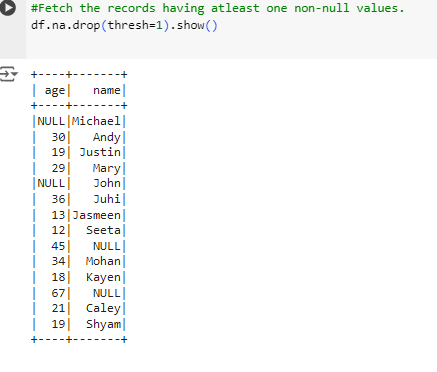 #Fetch the records having atleast one non-null values.
df.na.drop(thresh=1).show()
+----+-------+
| age|   name|
+----+-------+
|NULL|Michael|
|  30|   Andy|
|  19| Justin|
|  29|   Mary|
|NULL|   John|
|  36|   Juhi|
|  13|Jasmeen|
|  12|  Seeta|
|  45|   NULL|
|  34|  Mohan|
|  18|  Kayen|
|  67|   NULL|
|  21|  Caley|
|  19|  Shyam|
+----+-------+